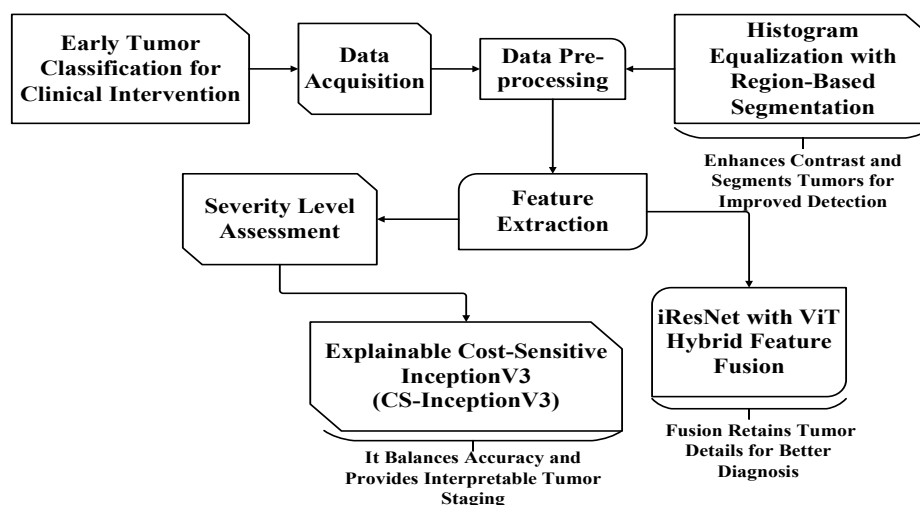 Early Tumor
Classification for
Clinical Intervention
Data
Acquisition
Data Pre-
processing
Histogram
Equalization with
Region-Based
Segmentation
Enhances Contrast and
Segments Tumors for
Improved Detection
Severity Level
Assessment
Feature
Extraction
iResNet with ViT
Hybrid Feature
Fusion
Explainable Cost-Sensitive
InceptionV3
(CS-InceptionV3)
Fusion Retains Tumor
Details for Better
Diagnosis
It Balances Accuracy and
Provides Interpretable Tumor
Staging